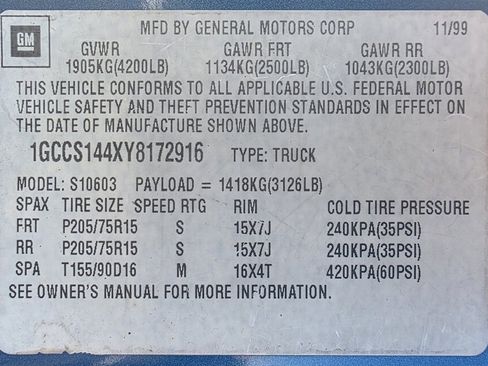 GM
MFD BY GENERAL MOTORS CORP 11/99
GVWR GAWR FRT GAWR RR
1905KG(4200LB) 1134KG(2500LB) 1043KG(2300LB)
THIS VEHICLE CONFORMS TO ALL APPLICABLE U.S. FEDERAL MOTOR
VEHICLE SAFETY AND THEFT PREVENTION STANDARDS IN EFFECT ON
THE DATE OF MANUFACTURE SHOWN ABOVE.
1GCCS144XY8172916 TYPE: TRUCK
MODEL: S10603 PAYLOAD = 1418KG(3126LB)
SPAX TIRE SIZE SPEED RTG RIM COLD TIRE PRESSURE
FRT P205/75R15 S 15X7J 240KPA(35PSI)
RR P205/75R15 S 15X7J 240KPA(35PSI)
SPA T155/90D16 M 16X4T 420KPA(60PSI)
SEE OWNER'S MANUAL FOR MORE INFORMATION.